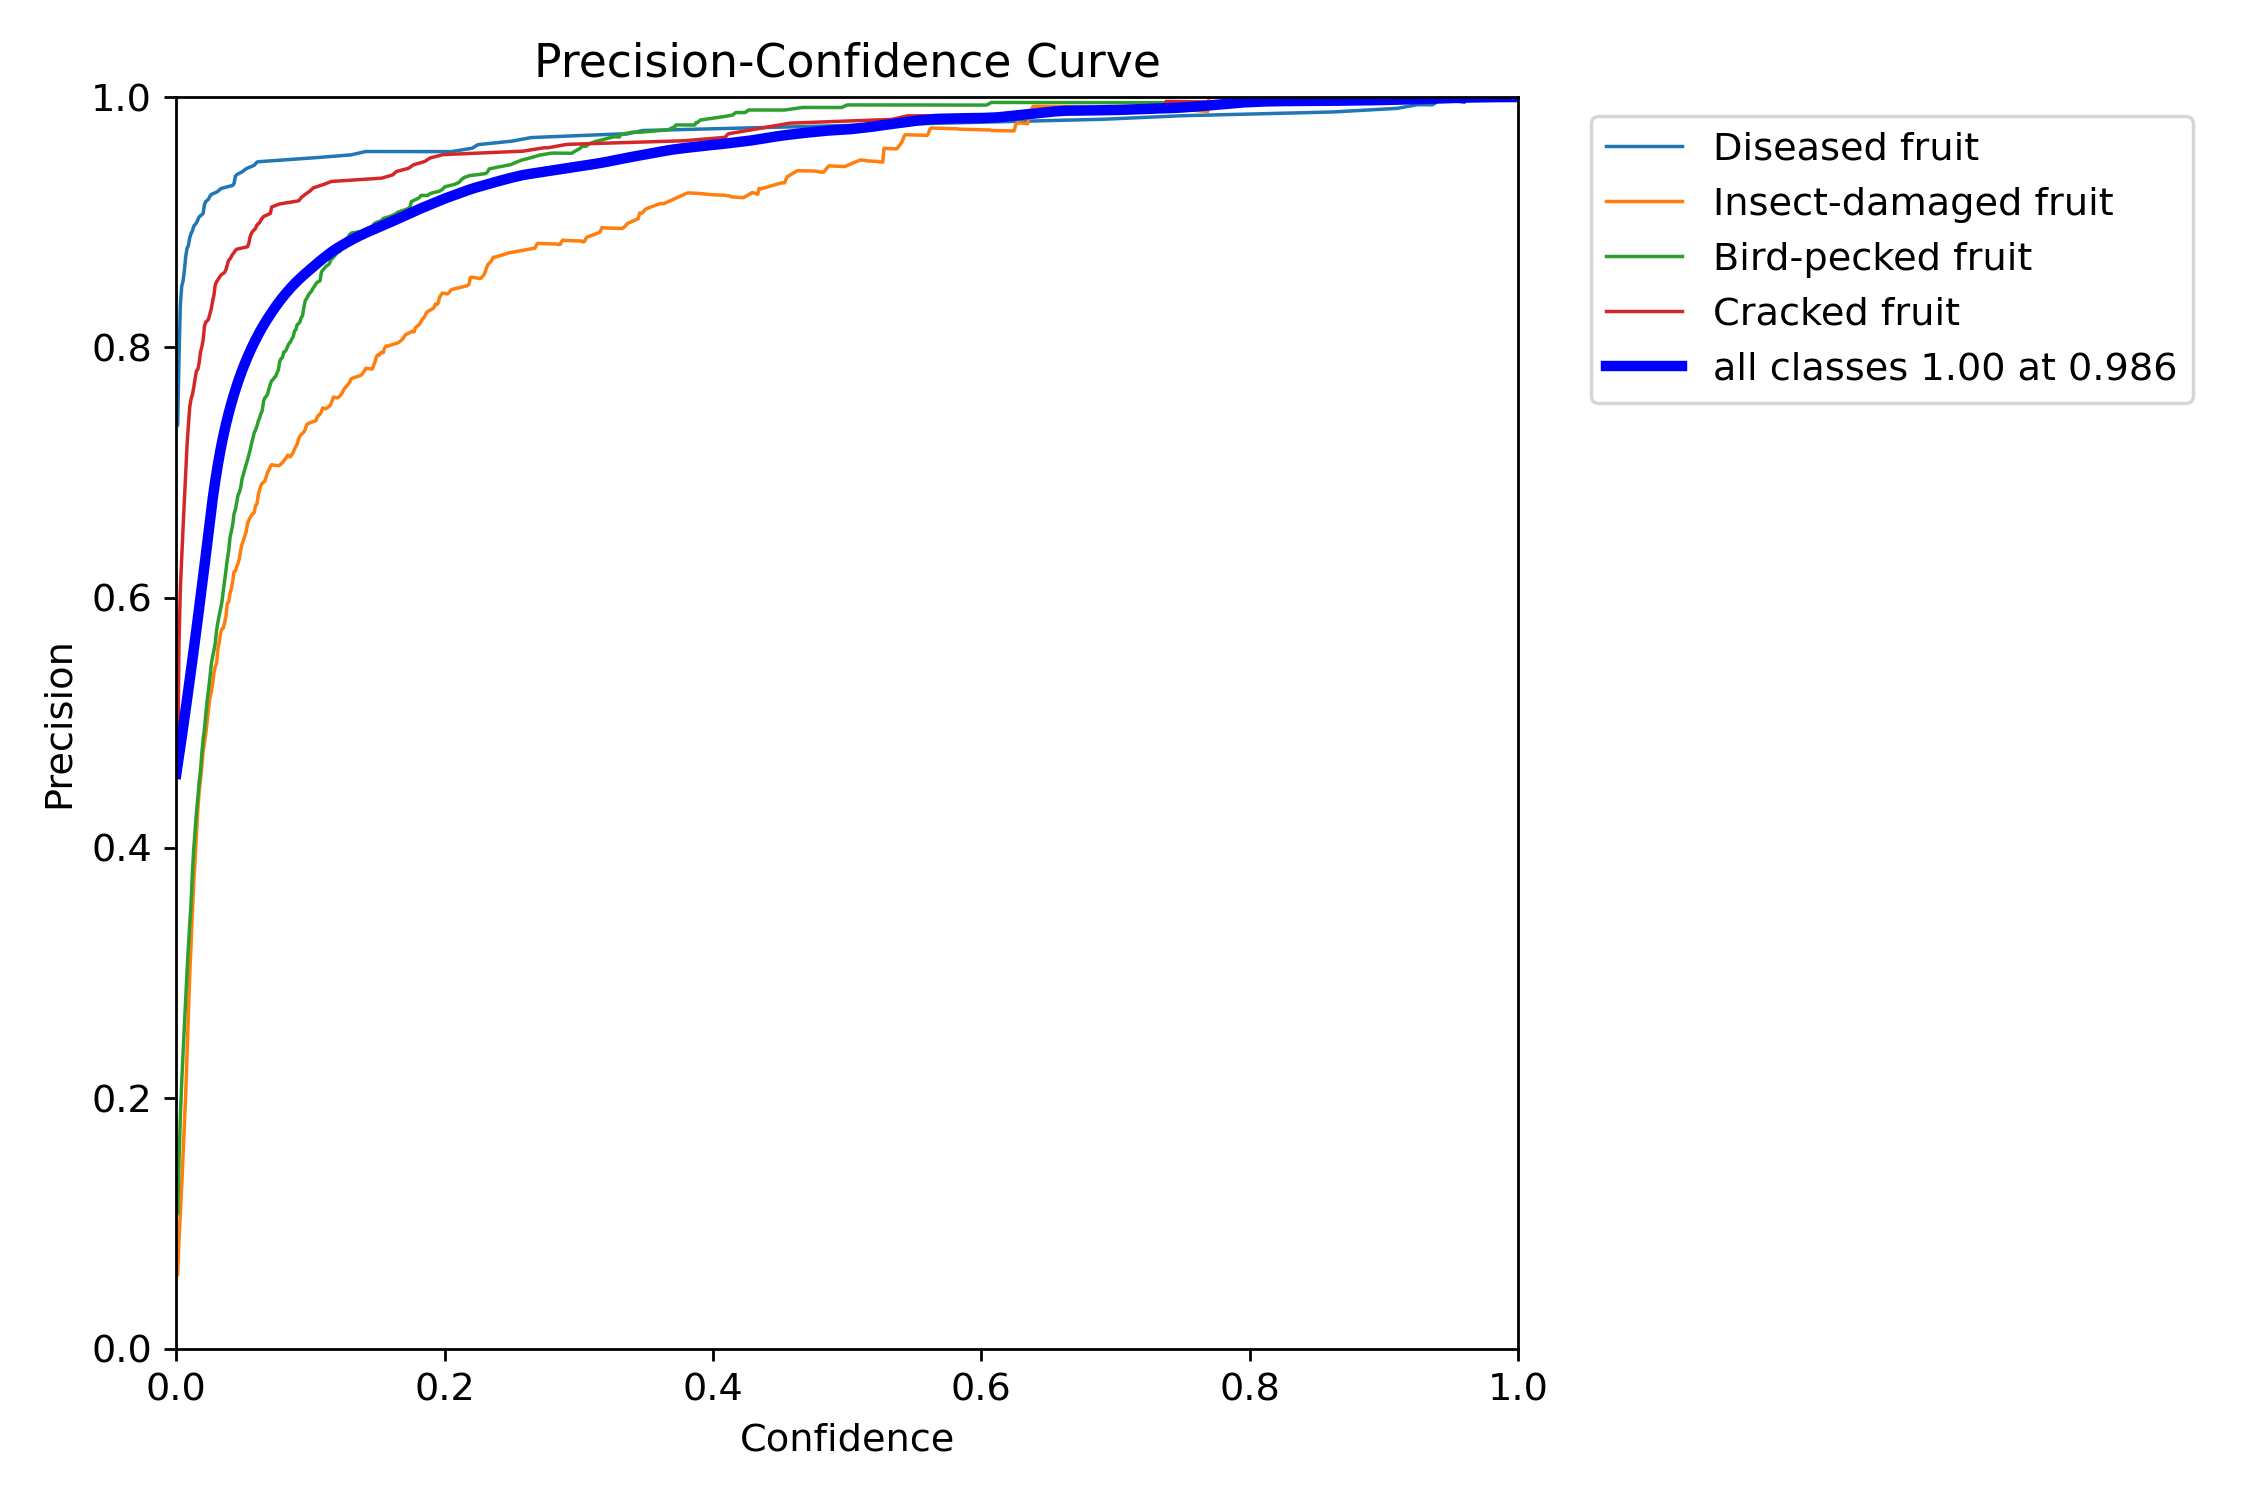 Precision-Confidence Curve
1.0
0.8
0.6
0.4
0.2
0.0
Precision
0.0 0.2 0.4 0.6 0.8 1.0
Confidence
Diseased fruit
Insect-damaged fruit
Bird-pecked fruit
Cracked fruit
all classes 1.00 at 0.986